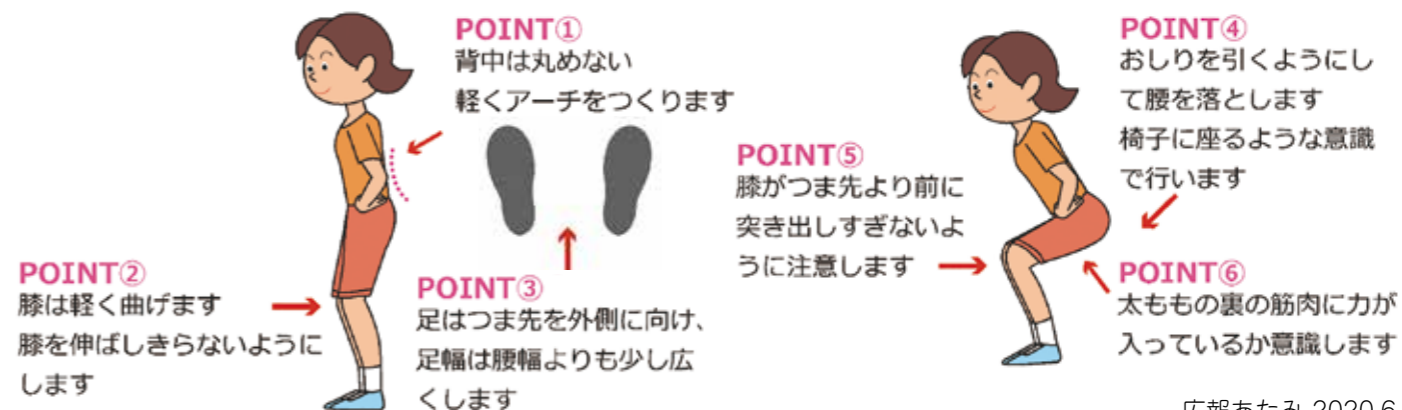 POINT①
背中は丸めない
軽くアーチをつくります
POINT②
膝は軽く曲げます
膝を伸ばしきらないように
します
POINT③
足はつま先を外側に向け、
足幅は腰幅よりも少し広
くします
POINT④
おしりを引くようにし
て腰を落とします
椅子に座るような意識
で行います
POINT⑤
膝がつま先より前に
突き出しすぎないよ
うに注意します
POINT⑥
太ももの裏の筋肉に力が
入っているか意識します
広報あたみ 2020.6